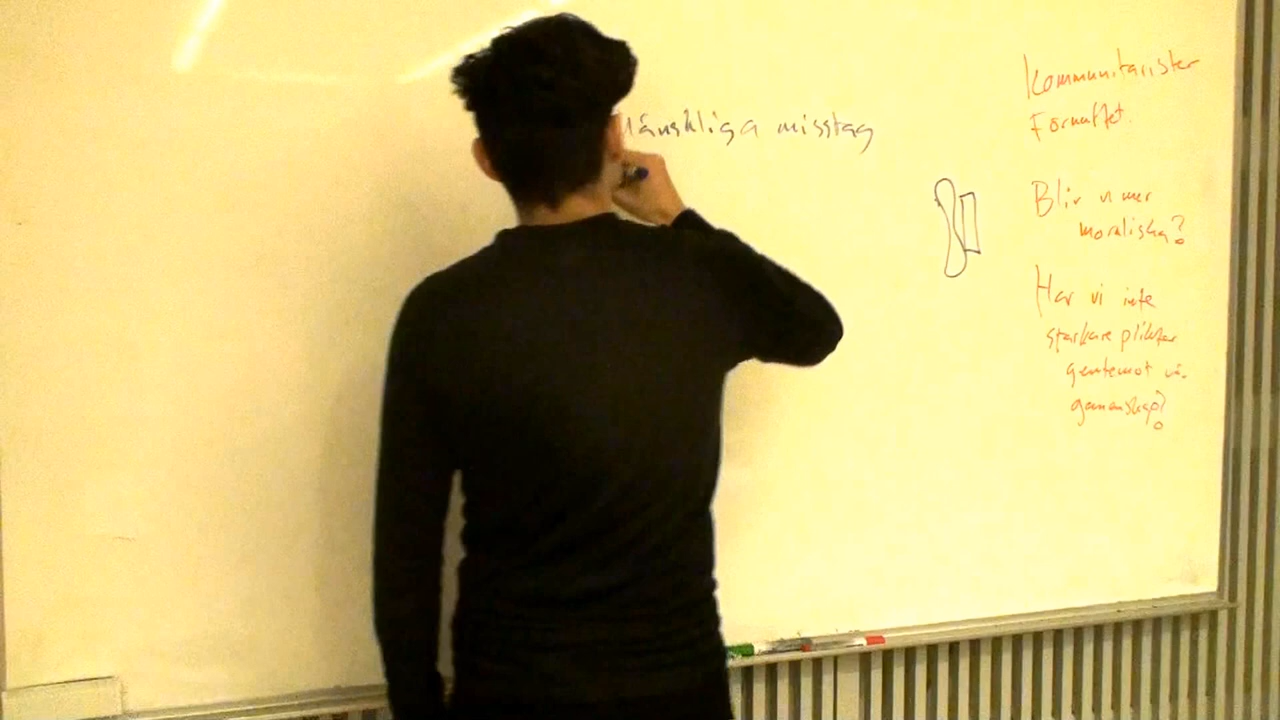 mänskliga misstag
Kommunitarister
Förnuftet.
Blir vi mer
moraliska?
Har vi inte
starkare plikter
gentemot vår
gemenskap?